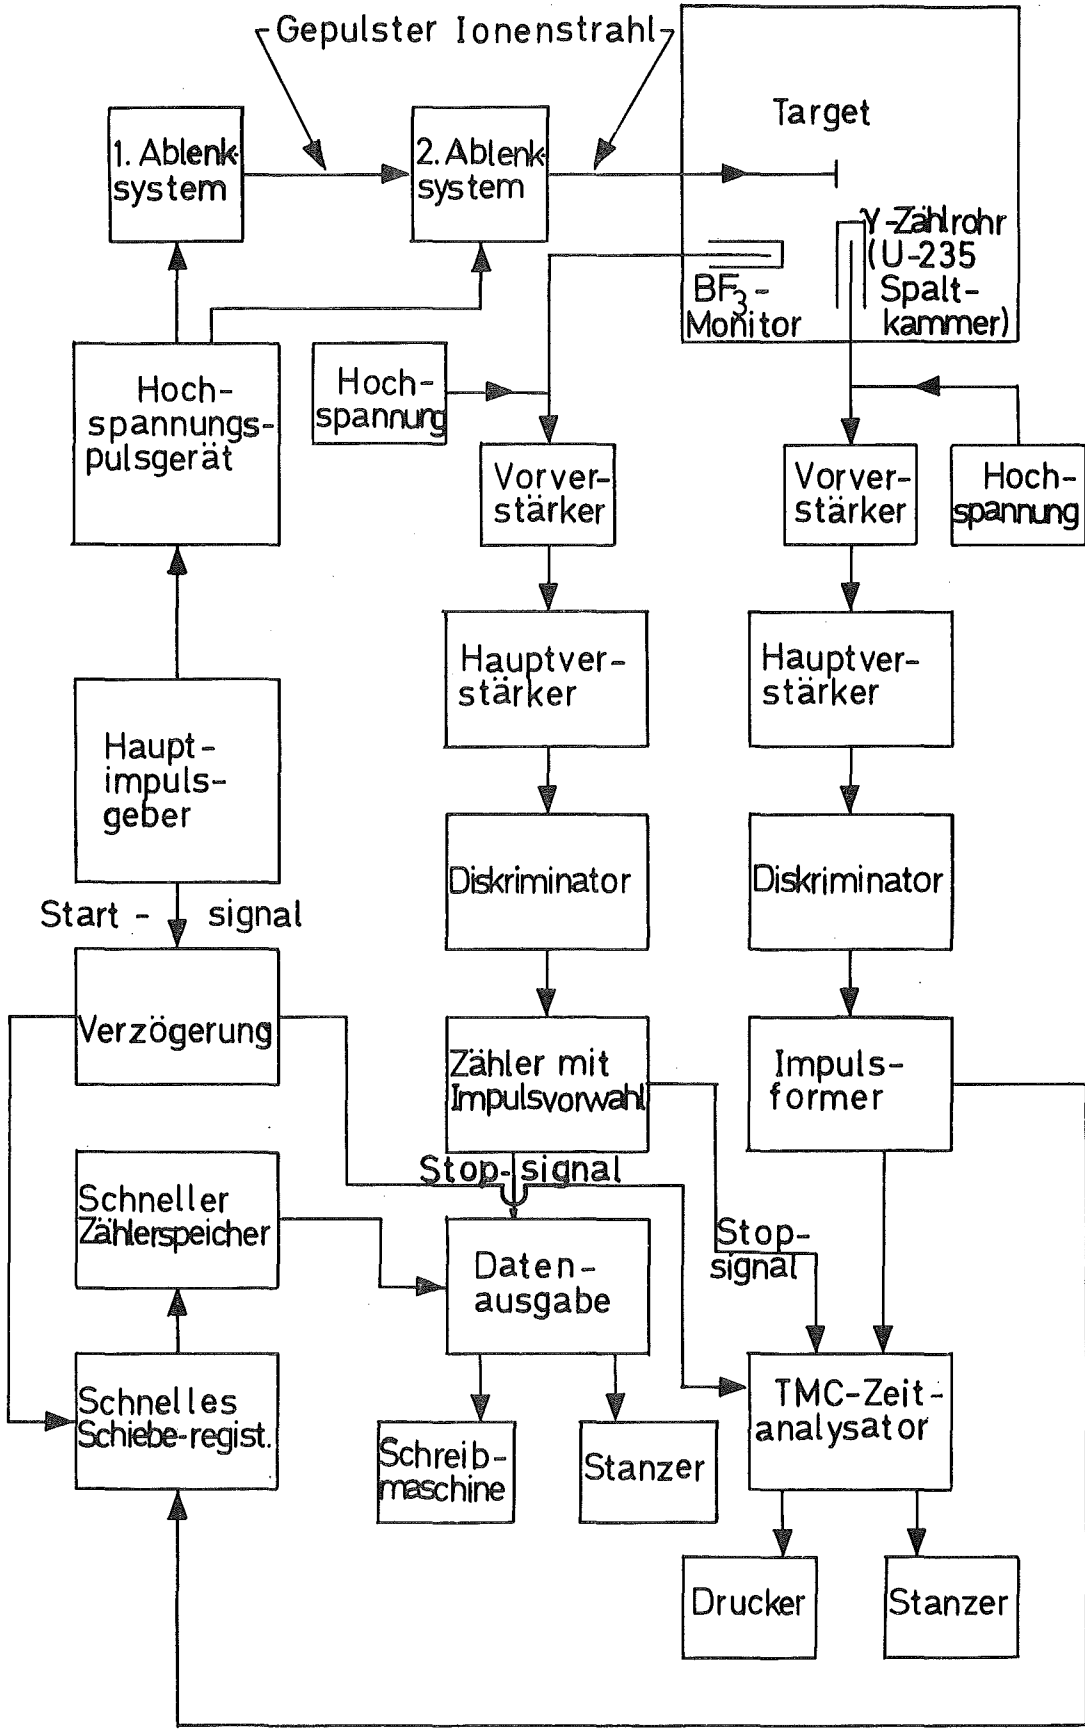 Gepulster Ionenstrahl
Target
1. Ablenk-
system
2. Ablenk-
system
γ-Zählrohr
(U-235
Spalt-
kammer)
BF3-
Monitor
Hoch-
spannungs-
pulsgerät
Hoch-
spannung
Vorver-
stärker
Vorver-
stärker
Hoch-
spannung
Haupt-
impuls-
geber
Hauptver-
stärker
Hauptver-
stärker
Diskriminator
Diskriminator
Start - signal
Verzögerung
Zähler mit
Impulsvorwahl
Impuls-
former
Stop- signal
Schneller
Zählerspeicher
Stop-
signal
Daten-
ausgabe
Schnelles
Schiebe-regist.
TMC-Zeit-
analysator
Schreib-
maschine
Stanzer
Drucker
Stanzer